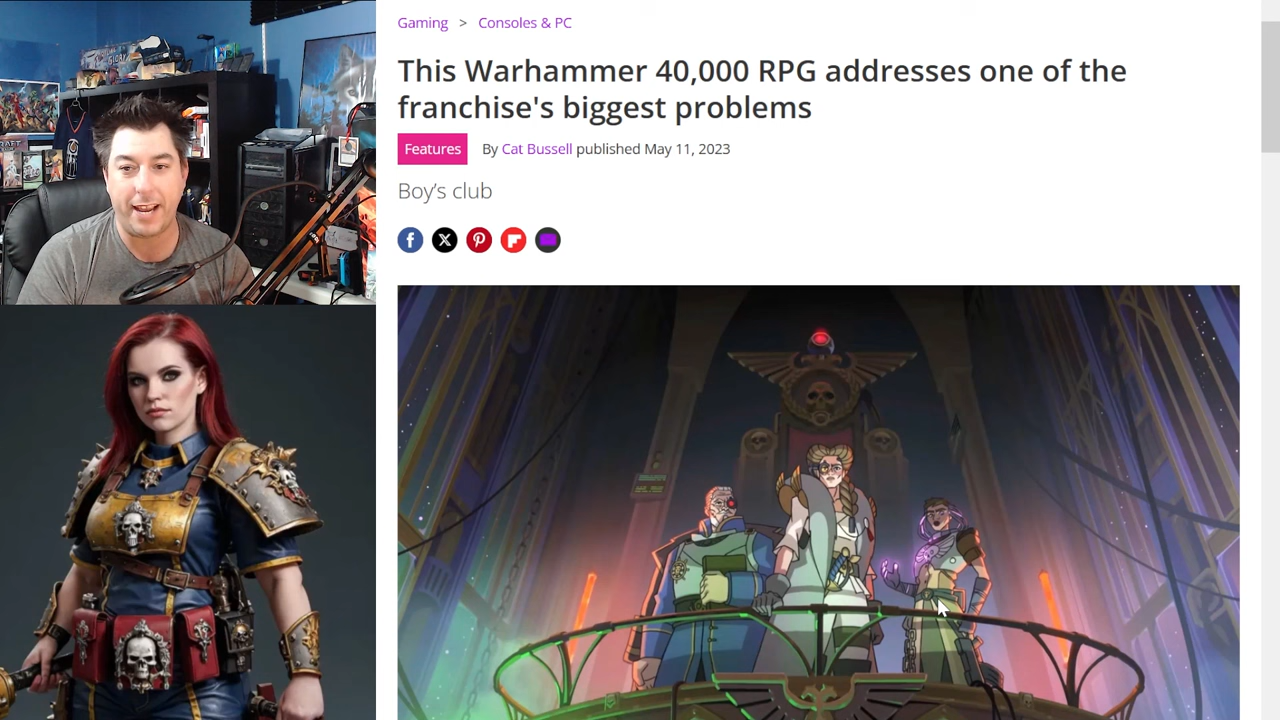 Gaming > Consoles & PC
This Warhammer 40,000 RPG addresses one of the
franchise's biggest problems
Features By Cat Bussell published May 11, 2023
Boy's club